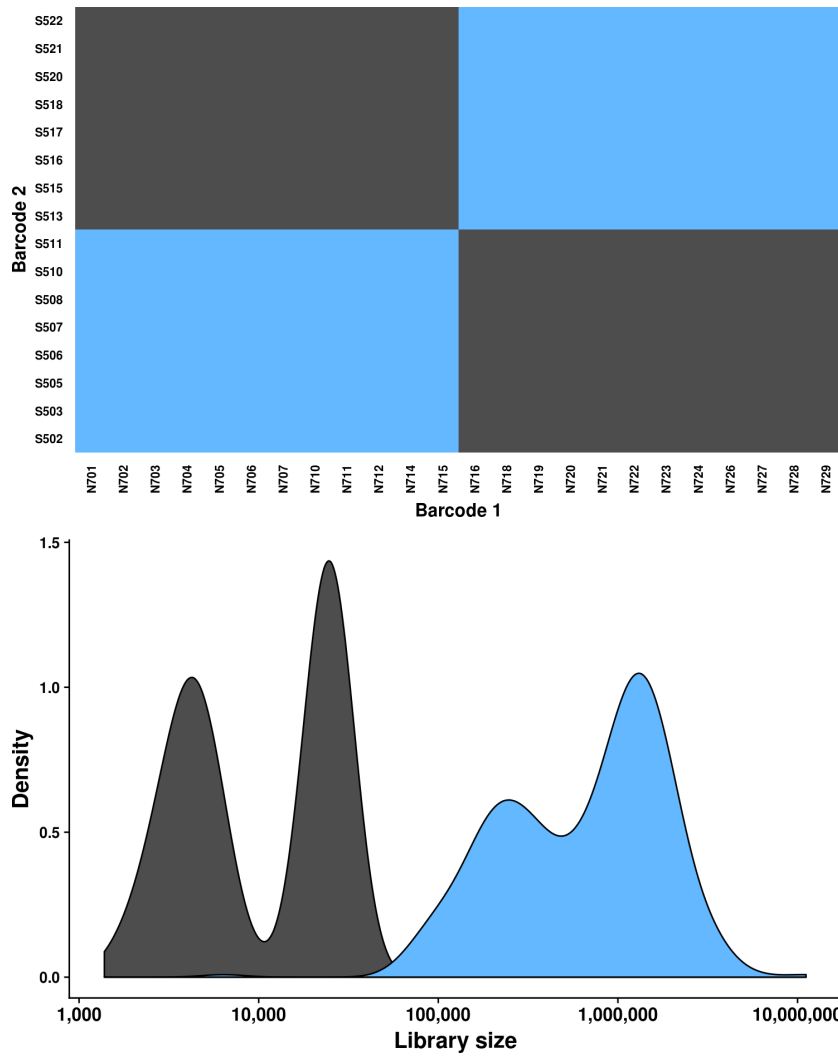 S522
S521
S520
S518
S517
S516
S515
S513
S511
S510
S508
S507
S506
S505
S503
S502
Barcode 2
N701 N702 N703 N704 N705 N706 N707 N710 N711 N712 N714 N715 N716 N718 N719 N720 N721 N722 N723 N724 N726 N727 N728 N729
Barcode 1
1.5
1.0
0.5
0.0
Density
1,000 10,000 100,000 1,000,000 10,000,000
Library size